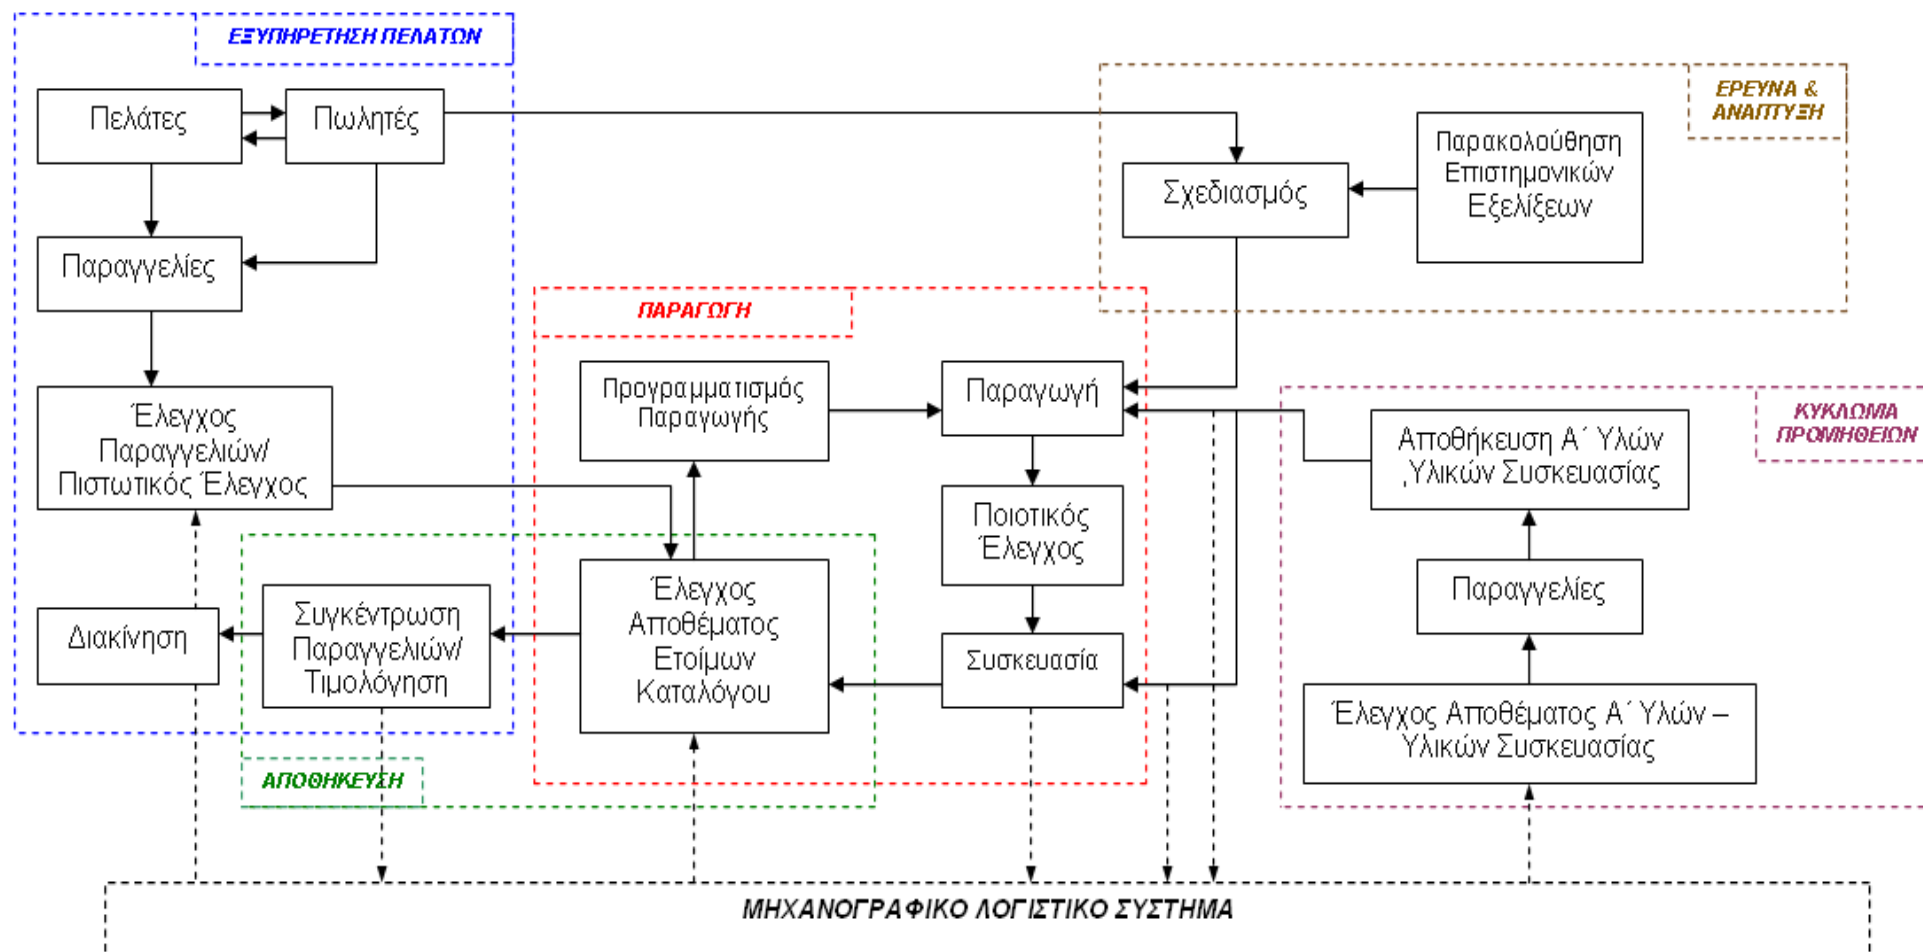 ΕΞΥΠΗΡΕΤΗΣΗ ΠΕΛΑΤΩΝ
Πελάτες
Πωλητές
Παραγγελίες
Έλεγχος
Παραγγελιών/
Πιστωτικός Έλεγχος
Διακίνηση
Συγκέντρωση
Παραγγελιών/
Τιμολόγηση
ΑΠΟΘΗΚΕΥΣΗ
ΠΑΡΑΓΩΓΗ
Προγραμματισμός
Παραγωγής
Παραγωγή
Ποιοτικός
Έλεγχος
Συσκευασία
Έλεγχος
Αποθέματος
Ετοίμων
Καταλόγου
ΕΡΕΥΝΑ &
ΑΝΑΠΤΥΞΗ
Σχεδιασμός
Παρακολούθηση
Επιστημονικών
Εξελίξεων
ΚΥΚΛΩΜΑ
ΠΡΟΜΗΘΕΙΩΝ
Αποθήκευση Α΄ Υλών
,Υλικών Συσκευασίας
Παραγγελίες
Έλεγχος Αποθέματος Α΄ Υλών –
Υλικών Συσκευασίας
ΜΗΧΑΝΟΓΡΑΦΙΚΟ ΛΟΓΙΣΤΙΚΟ ΣΥΣΤΗΜΑ